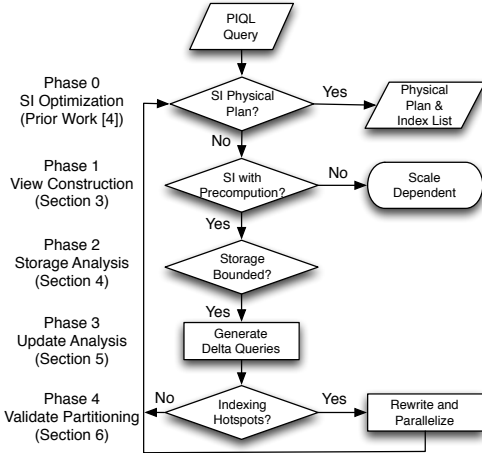 PIQL
Query
Phase 0
SI Optimization
(Prior Work [4])
SI Physical
Plan?
Yes
Physical
Plan &
Index List
No
Phase 1
View Construction
(Section 3)
SI with
Precompution?
No
Scale
Dependent
Yes
Phase 2
Storage Analysis
(Section 4)
Storage
Bounded?
Yes
Phase 3
Update Analysis
(Section 5)
Generate
Delta Queries
Phase 4
Validate Partitioning
(Section 6)
No
Indexing
Hotspots?
Yes
Rewrite and
Parallelize